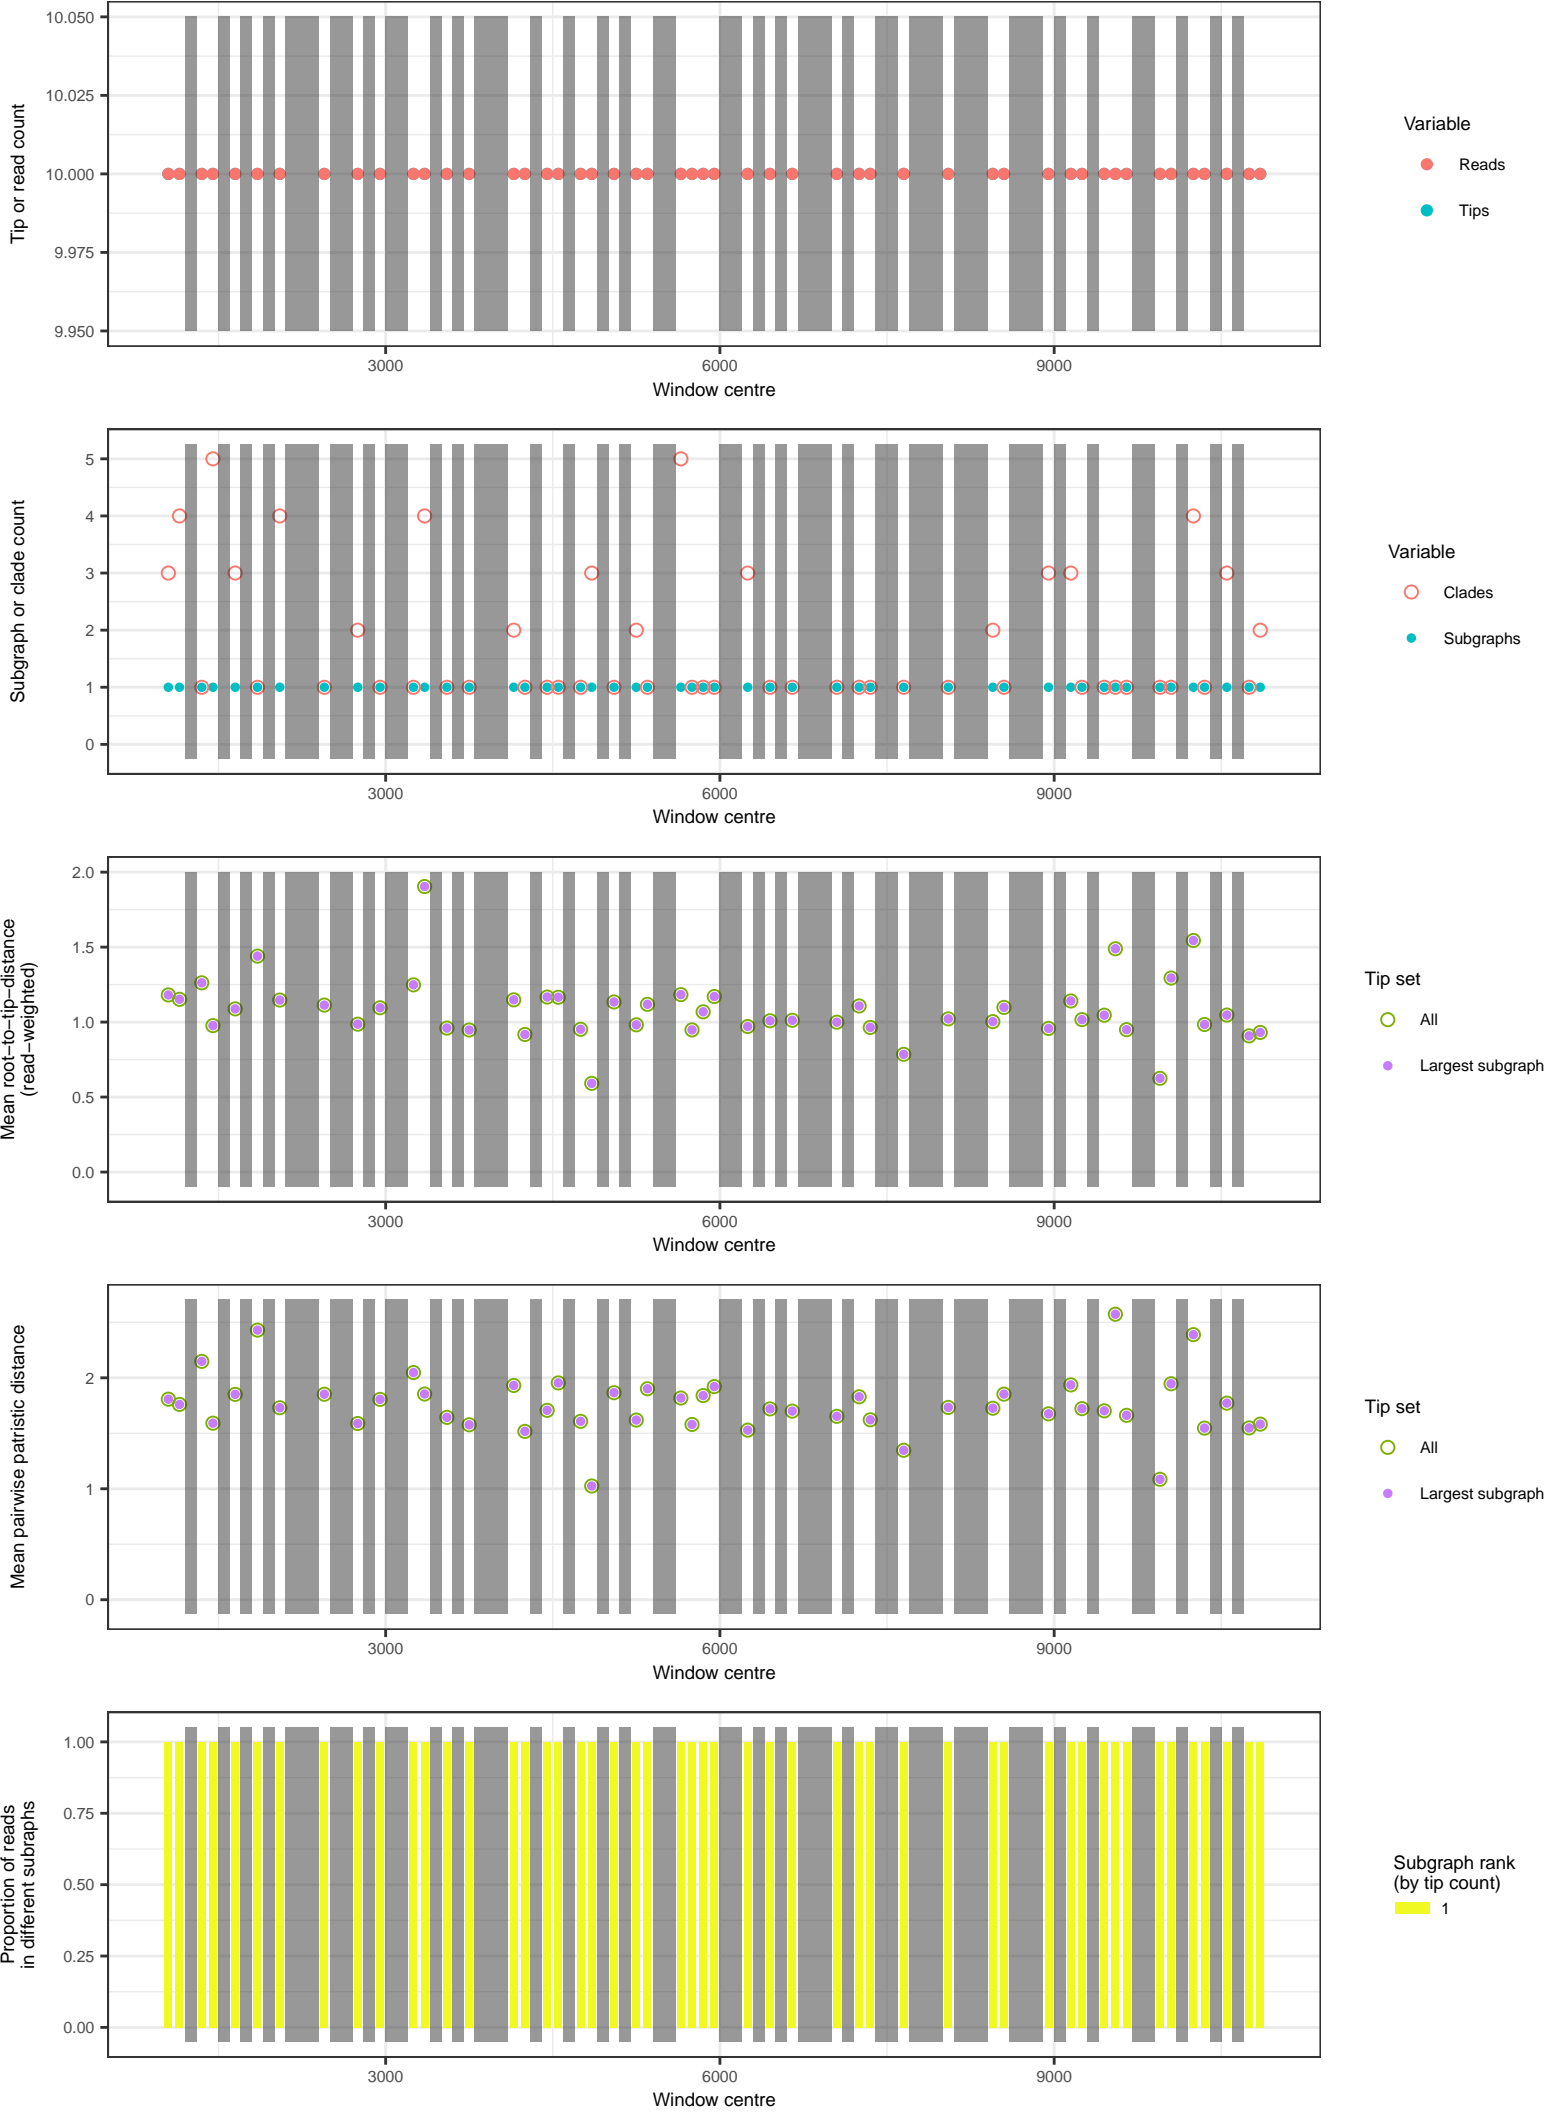 10.050
10.025
10.000
9.975
9.950
Tip or read count
3000
6000
9000
Window centre
Variable
Reads
Tips
5
4
3
2
1
0
Subgraph or clade count
3000
6000
9000
Window centre
Variable
Clades
Subgraphs
2.0
1.5
1.0
0.5
0.0
Mean root−to−tip−distance
(read−weighted)
3000
6000
9000
Window centre
Tip set
All
Largest subgraph
2
1
0
Mean pairwise patristic distance
3000
6000
9000
Window centre
Tip set
All
Largest subgraph
1.00
0.75
0.50
0.25
0.00
Proportion of reads
in different subraphs
3000
6000
9000
Window centre
Subgraph rank
(by tip count)
1